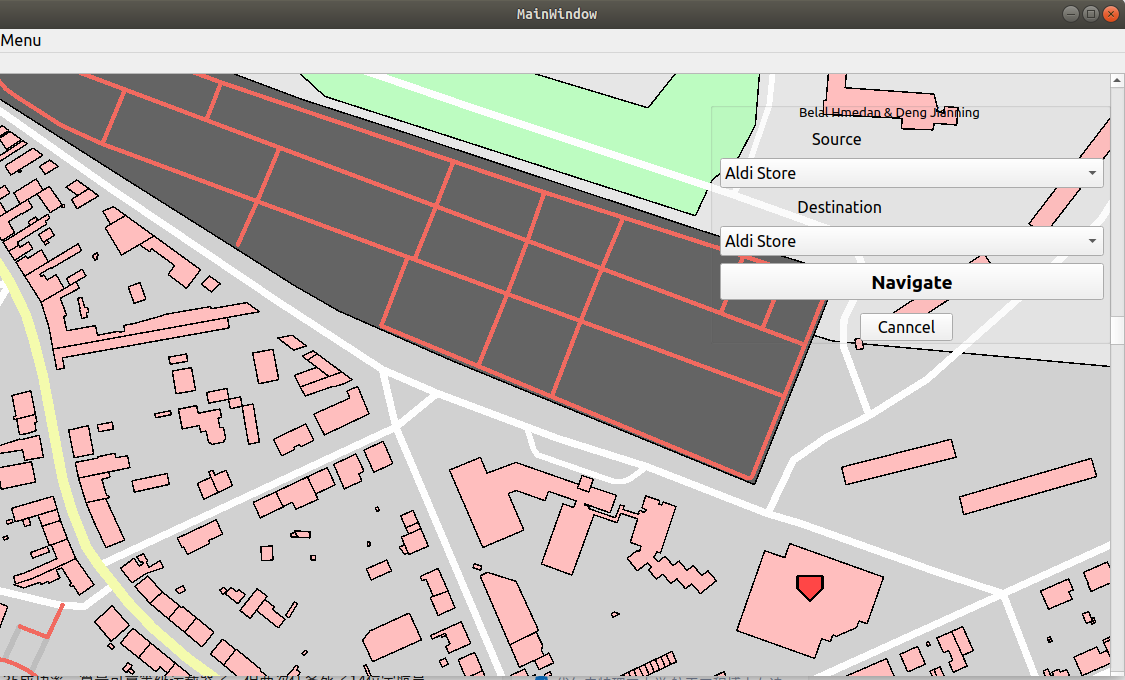 MainWindow
Menu
Belal Hmedan & Deng Jianning
Source
Aldi Store
Destination
Aldi Store
Navigate
Canncel